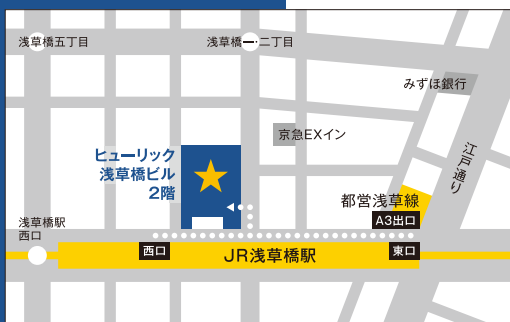 浅草橋五丁目
浅草橋一・二丁目
みずほ銀行
京急EXイン
江戸通り
ヒューリック
浅草橋ビル
2階
都営浅草線
A3出口
浅草橋駅
西口
西口
JR浅草橋駅
東口